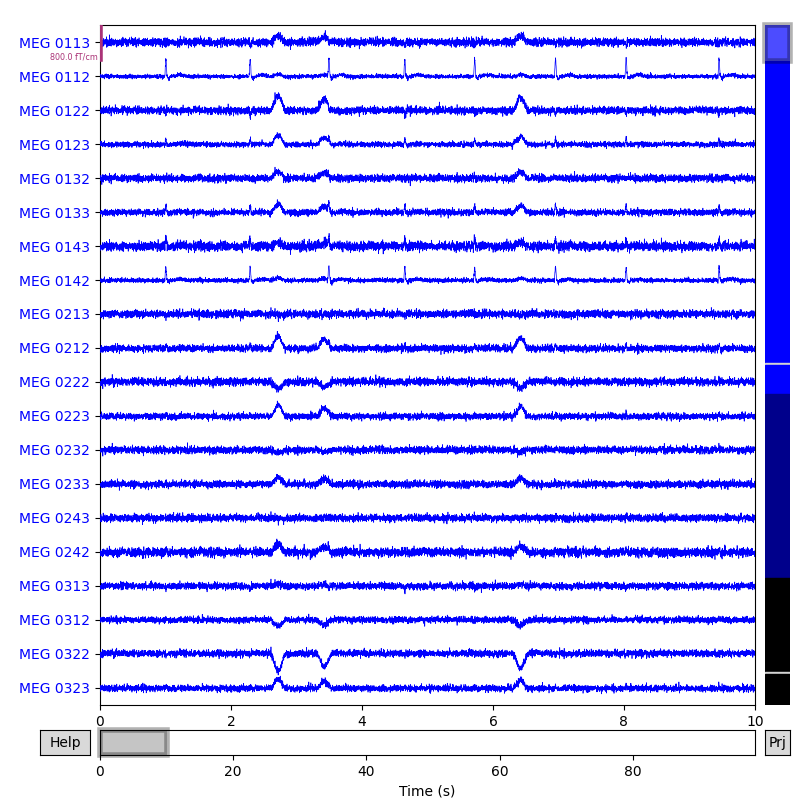 MEG 0113
800.0 fT/cm
MEG 0112
MEG 0122
MEG 0123
MEG 0132
MEG 0133
MEG 0143
MEG 0142
MEG 0213
MEG 0212
MEG 0222
MEG 0223
MEG 0232
MEG 0233
MEG 0243
MEG 0242
MEG 0313
MEG 0312
MEG 0322
MEG 0323
0 2 4 6 8 10
Help Prj
0 20 40 60 80
Time (s)